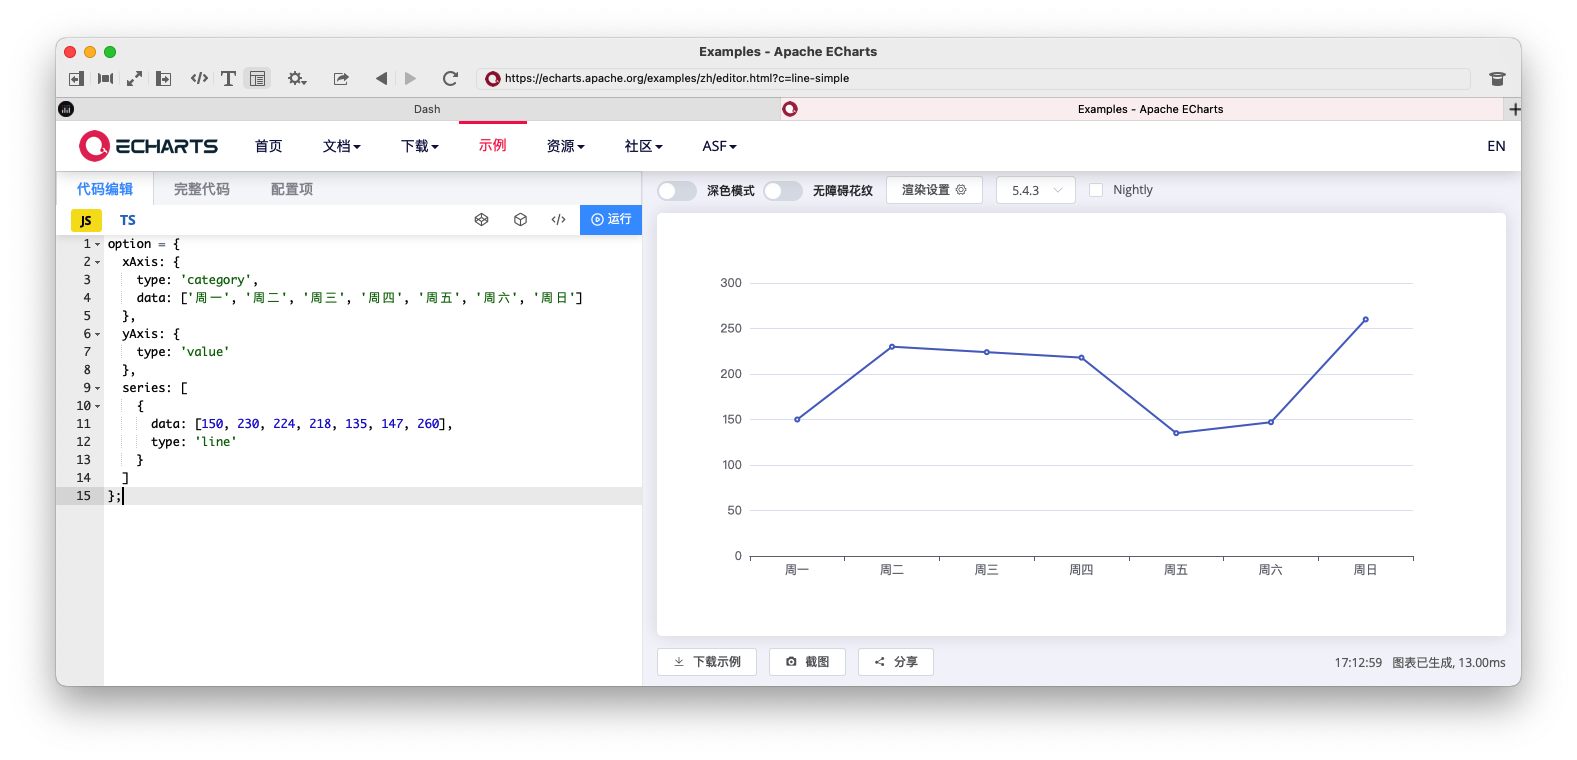 Examples - Apache ECharts
https://echarts.apache.org/examples/zh/editor.html?c=line-simple
Dash
Examples - Apache ECharts
ECHARTS 首页 文档 下载 示例 资源 社区 ASF EN
代码编辑 完整代码 配置项
JS TS </> 运行
1 option = {
2 xAxis: {
3 type: 'category',
4 data: ['周一', '周二', '周三', '周四', '周五', '周六', '周日']
5 },
6 yAxis: {
7 type: 'value'
8 },
9 series: [
10 {
11 data: [150, 230, 224, 218, 135, 147, 260],
12 type: 'line'
13 }
14 ]
15 };
深色模式 无障碍花纹 渲染设置 5.4.3 Nightly
300
250
200
150
100
50
0
周一 周二 周三 周四 周五 周六 周日
下载示例 截图 分享 17:12:59 图表已生成, 13.00ms